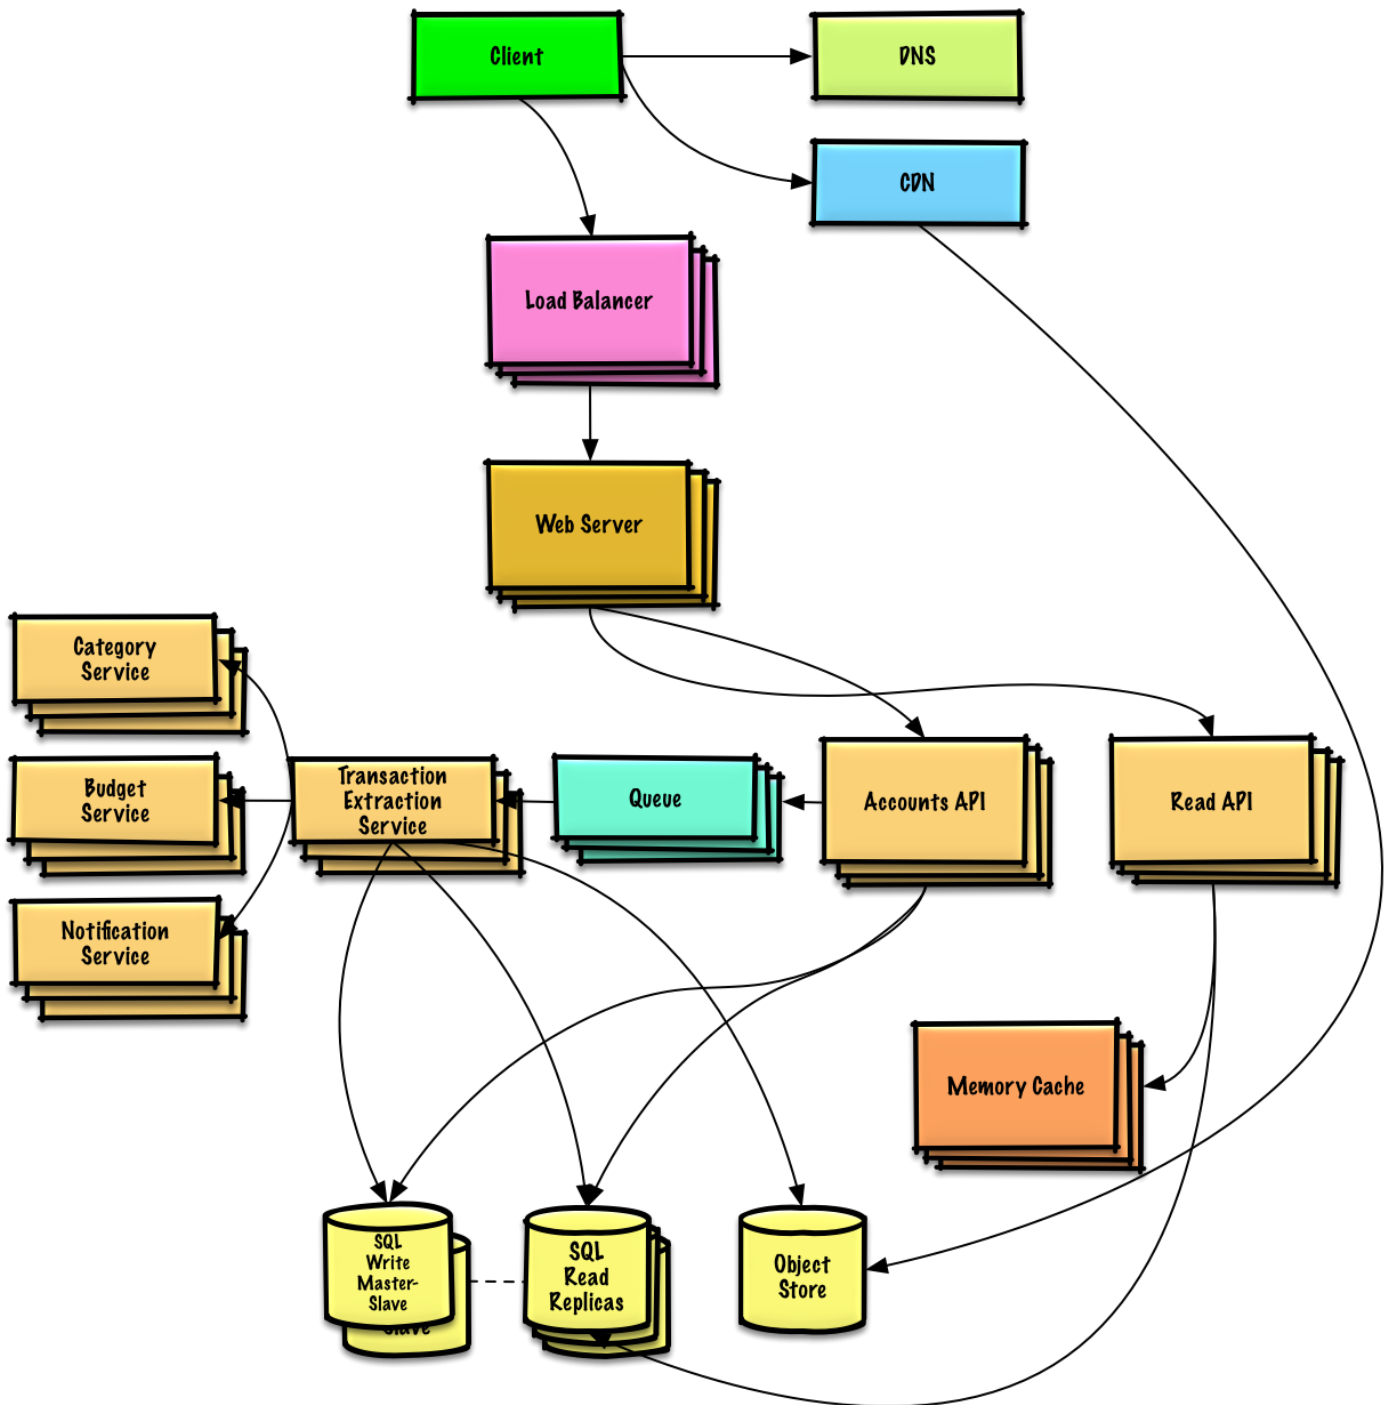 Client
DNS
CDN
Load Balancer
Web Server
Category
Service
Budget
Service
Notification
Service
Transaction
Extraction
Service
Queue
Accounts API
Read API
Memory Cache
SQL
Write
Master-
Slave
Slave
SQL
Read
Replicas
Object
Store